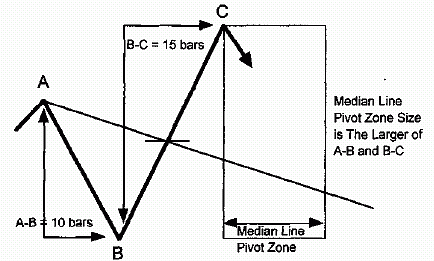 C
B-C = 15 bars
A
Median Line
Pivot Zone Size
is The Larger of
A-B and B-C
A-B = 10 bars
Median Line
Pivot Zone
B